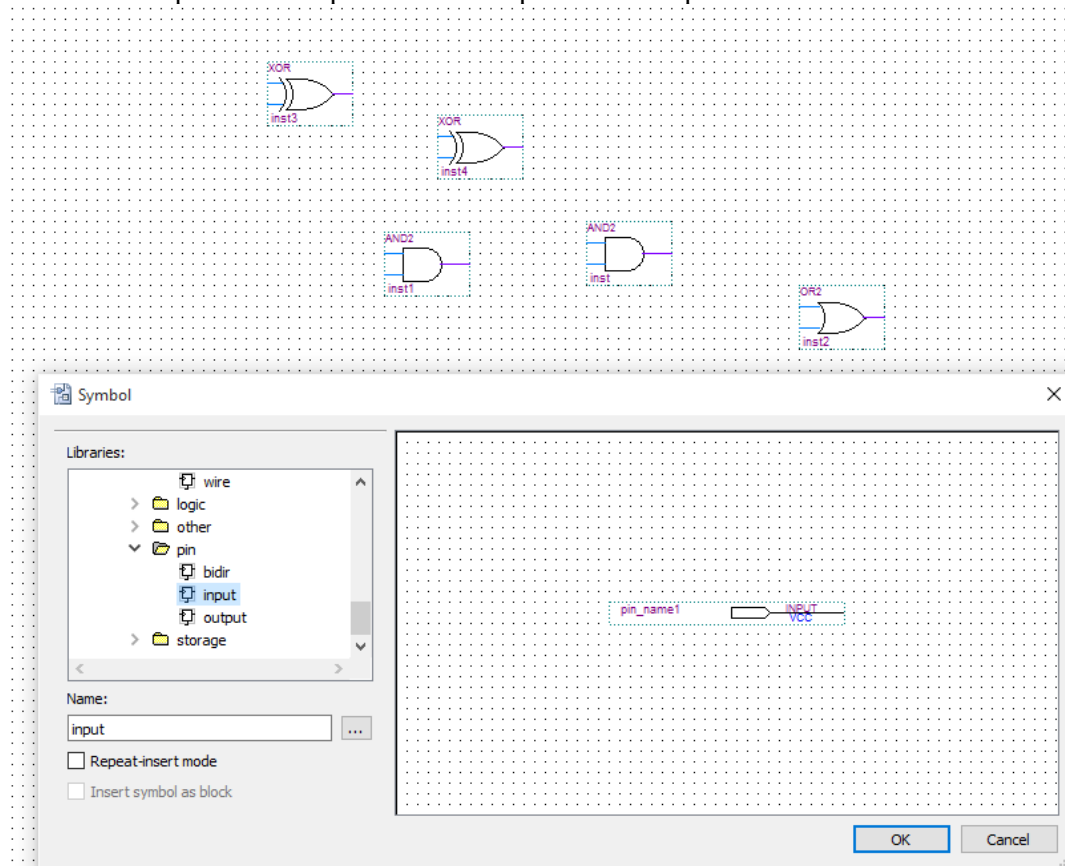 XOR
inst3
XOR
inst4
AND2
inst1
AND2
inst
OR2
inst2
Symbol
Libraries:
wire
logic
other
pin
bidir
input
output
storage
Name:
input
...
Repeat-insert mode
Insert symbol as block
pin_name1
INPUT
VCC
OK
Cancel